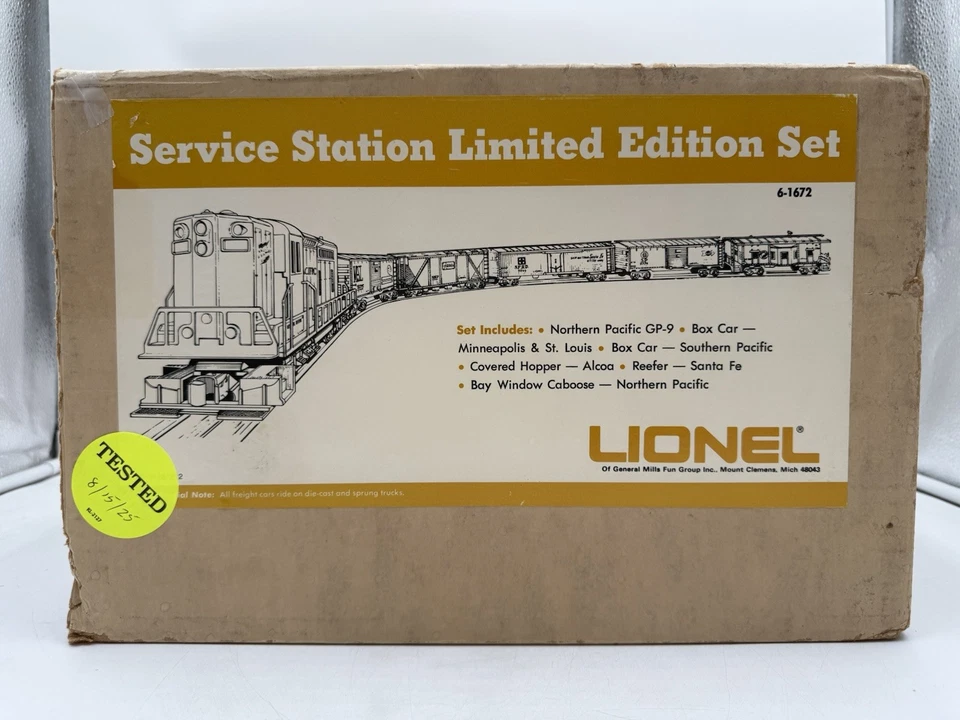 Service Station Limited Edition Set
6-1672
Set Includes: • Northern Pacific GP-9 • Box Car —
Minneapolis & St. Louis • Box Car — Southern Pacific
• Covered Hopper — Alcoa • Reefer — Santa Fe
• Bay Window Caboose — Northern Pacific
LIONEL®
Of General Mills Fun Group Inc., Mount Clemens, Mich 48043
TESTED
8/15/25
Note: All freight cars ride on die-cast and sprung trucks.